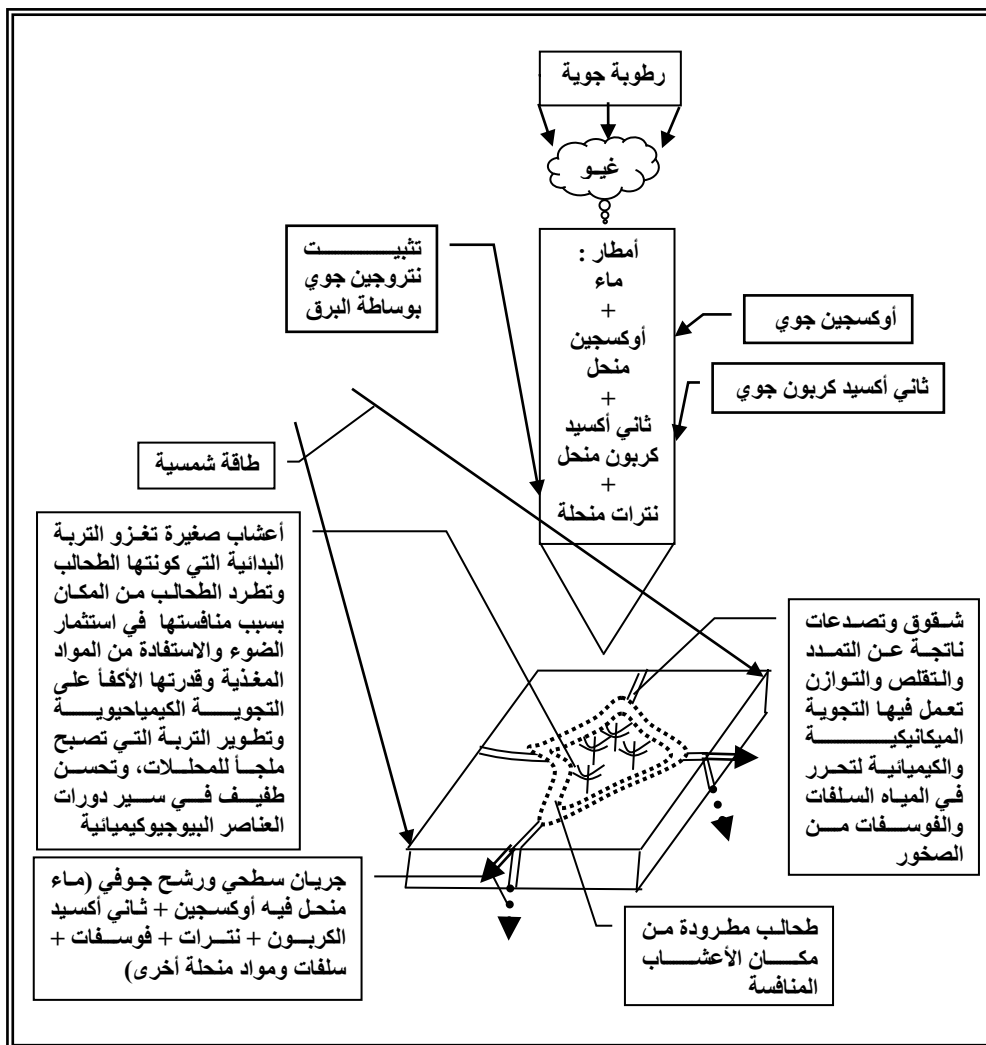 رطوبة جوية
غيـو
أمطار :
ماء
+
أوكسجين
منحل
+
ثاني أكسيد
كربون منحل
+
نترات منحلة
تثبيت
نتروجين جوي
بوساطة البرق
أوكسجين جوي
ثاني أكسيد كربون جوي
طاقة شمسية
أعشاب صغيرة تغزو التربة
البدائية التي كونتها الطحالب
وتطرد الطحالب من المكان
بسبب منافستها في استثمار
الضوء والاستفادة من المواد
المغذية وقدرتها الأكفأ على
التجوية الكيمياحيوية
وتطوير التربة التي تصبح
ملجأ للمحللات، وتحسن
طفيف في سير دورات
العناصر البيوجيوكيميائية
شقوق وتصدعات
ناتجة عن التمدد
والتقلص والتوازن
تعمل فيها التجوية
الميكانيكية
والكيميائية لتحرر
في المياه السلفات
والفوسفات من
الصخور
جريان سطحي ورشح جوفي (ماء
منحل فيه أوكسجين + ثاني أكسيد
الكربون + نترات + فوسفات +
سلفات ومواد منحلة أخرى)
طحالب مطرودة من
مكان الأعشاب
المنافسة